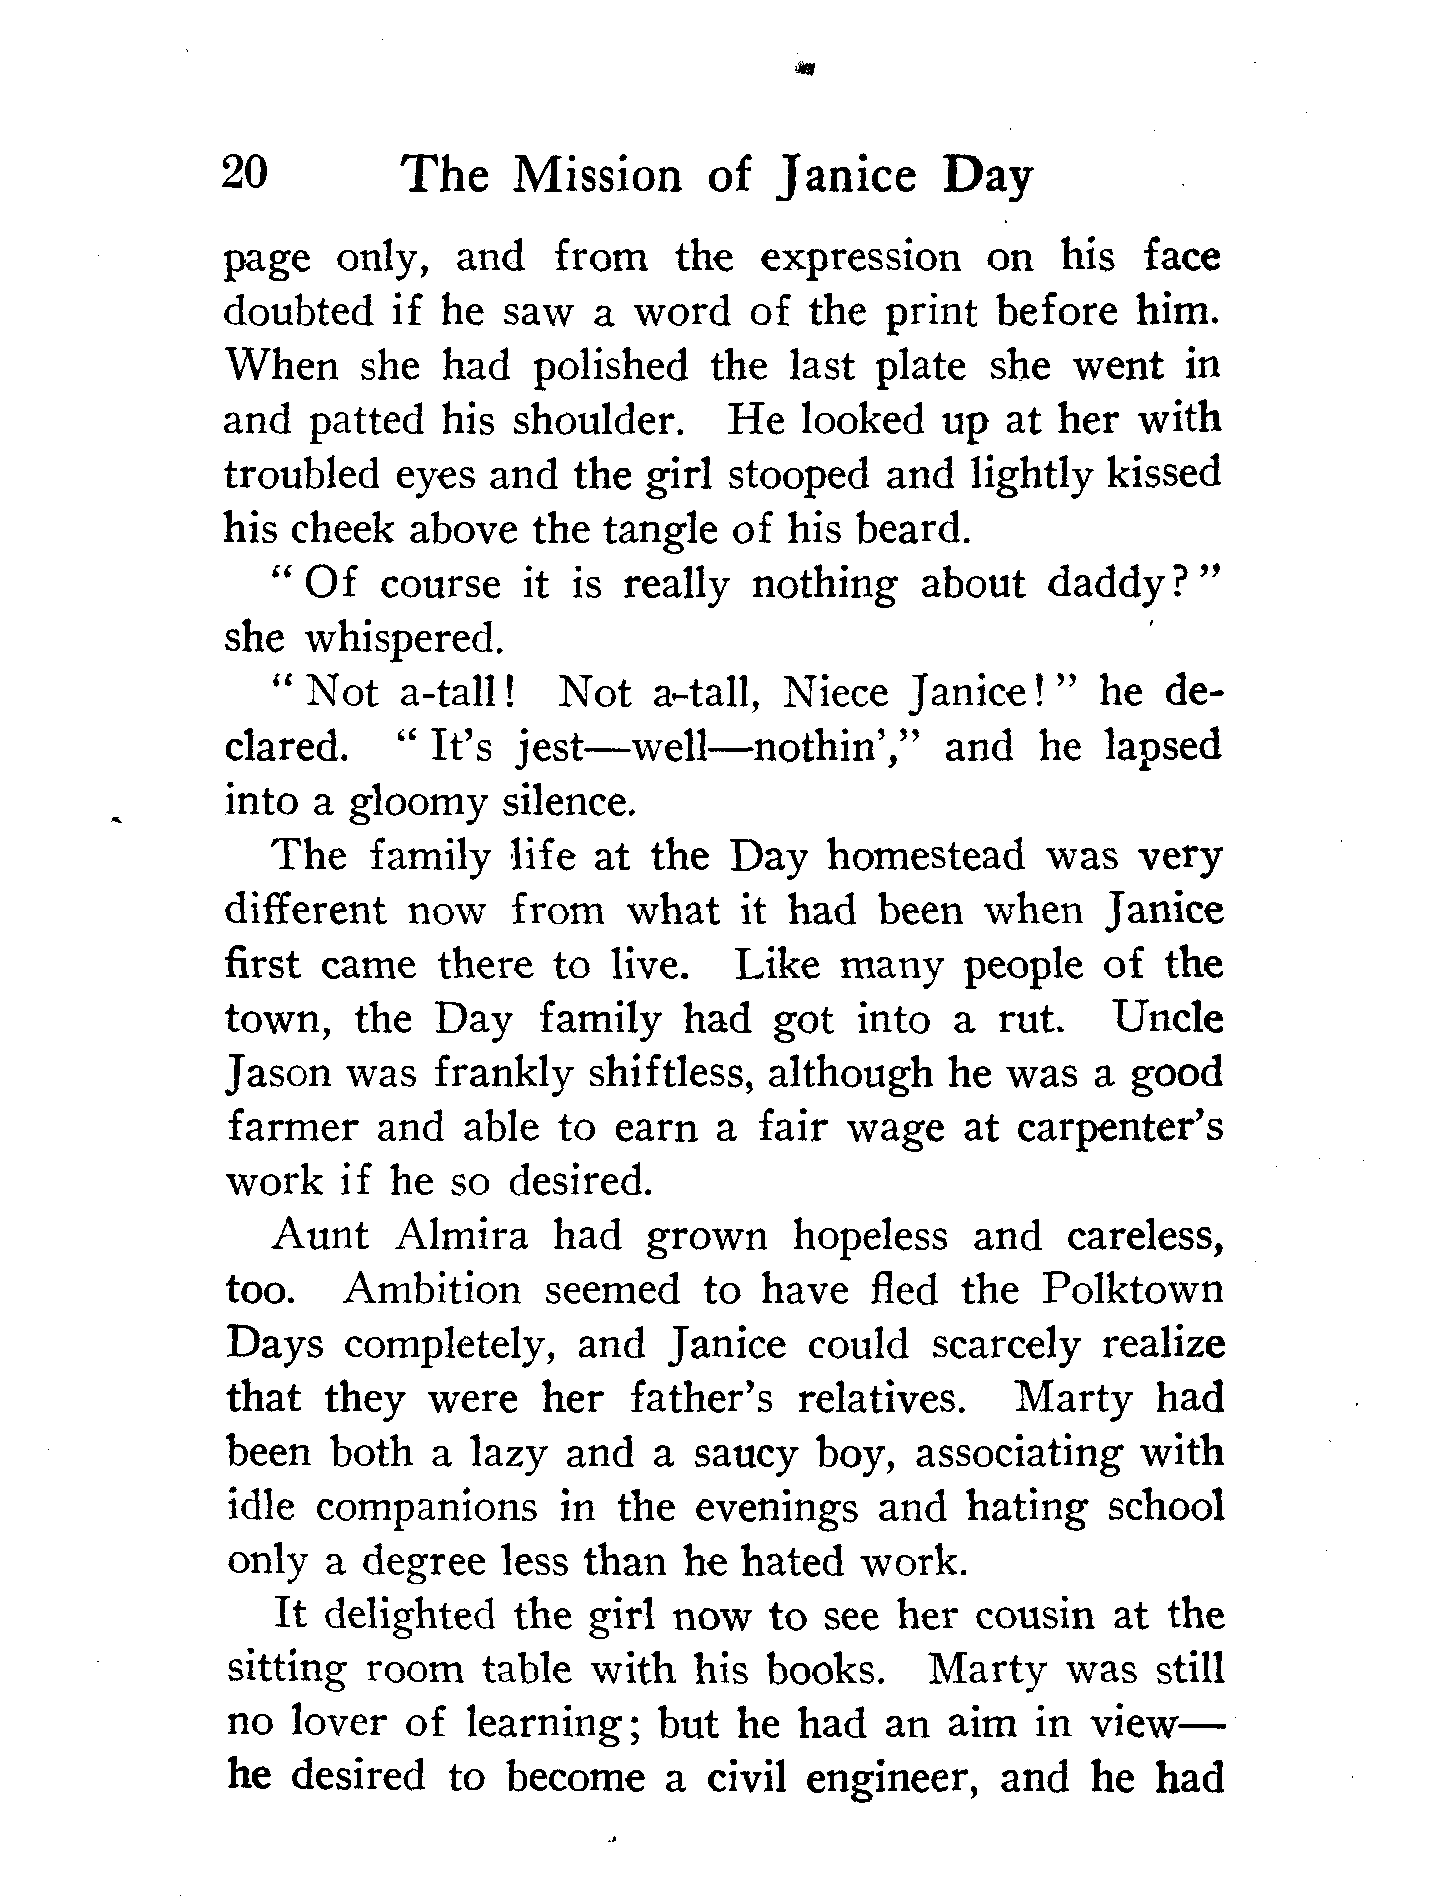 20 The Mission of Janice Day
page only, and from the expression on his face
doubted if he saw a word of the print before him.
When she had polished the last plate she went in
and patted his shoulder. He looked up at her with
troubled eyes and the girl stooped and lightly kissed
his cheek above the tangle of his beard.
“ Of course it is really nothing about daddy? ”
she whispered.
“ Not a-tall! Not a-tall, Niece Janice! ” he de-
clared. “ It’s jest—well—nothin’,” and he lapsed
into a gloomy silence.
The family life at the Day homestead was very
different now from what it had been when Janice
first came there to live. Like many people of the
town, the Day family had got into a rut. Uncle
Jason was frankly shiftless, although he was a good
farmer and able to earn a fair wage at carpenter’s
work if he so desired.
Aunt Almira had grown hopeless and careless,
too. Ambition seemed to have fled the Polktown
Days completely, and Janice could scarcely realize
that they were her father’s relatives. Marty had
been both a lazy and a saucy boy, associating with
idle companions in the evenings and hating school
only a degree less than he hated work.
It delighted the girl now to see her cousin at the
sitting room table with his books. Marty was still
no lover of learning; but he had an aim in view—
he desired to become a civil engineer, and he had